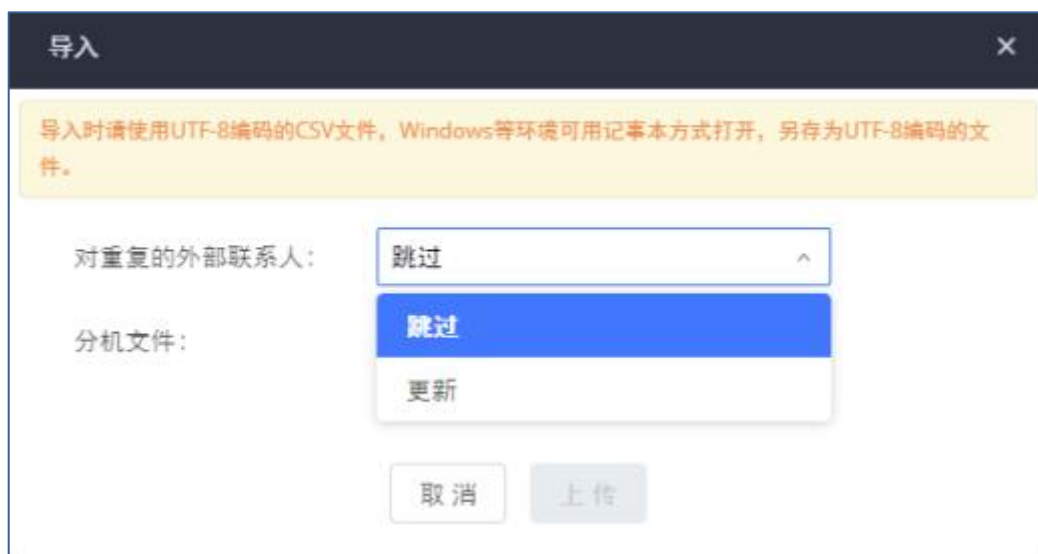 导入
导入时请使用UTF-8编码的CSV文件，Windows等环境可用记事本方式打开，另存为UTF-8编码的文
件。
对重复的外部联系人：
跳过
跳过
分机文件：
更新
取消
上传